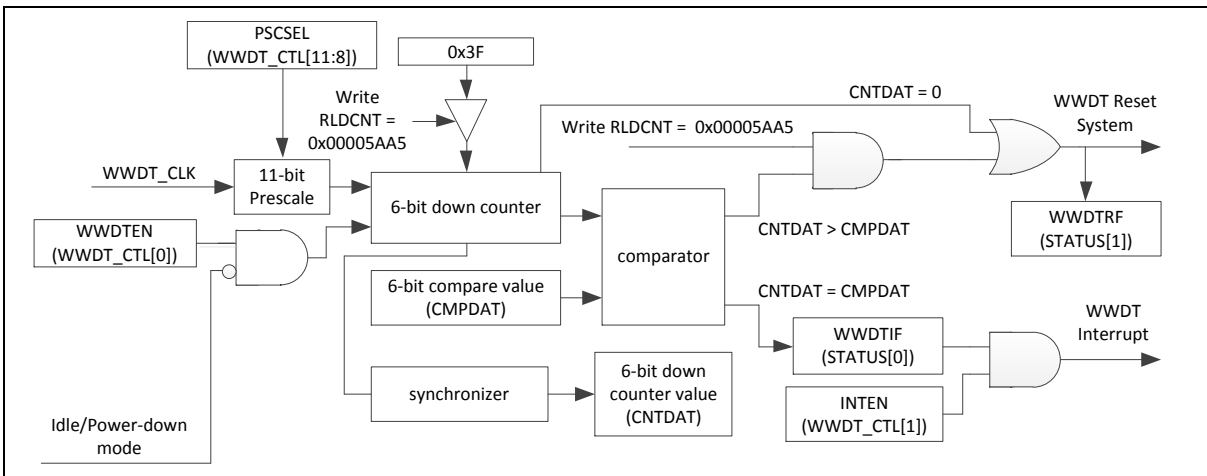 PSCSEL
(WWDT_CTL[11:8])
0x3F
Write
RLDCNT =
0x00005AA5
CNTDAT = 0
WWDT Reset
System
Write RLDCNT =  0x00005AA5
WWDT_CLK
11-bit
Prescale
6-bit down counter
WWDTEN
(WWDT_CTL[0])
comparator
CNTDAT > CMPDAT
WWDTRF
(STATUS[1])
6-bit compare value
(CMPDAT)
CNTDAT = CMPDAT
WWDTIF
(STATUS[0])
WWDT
Interrupt
synchronizer
6-bit down
counter value
(CNTDAT)
INTEN
(WWDT_CTL[1])
Idle/Power-down
mode